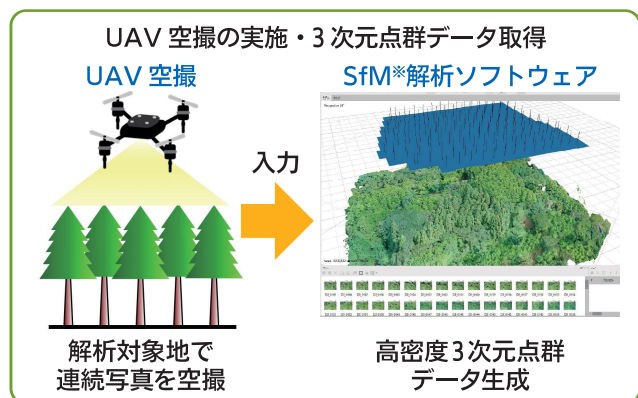 UAV 空撮の実施・3 次元点群データ取得
UAV 空撮
SfM※解析ソフトウェア
入力
解析対象地で
連続写真を空撮
高密度 3 次元点群
データ生成